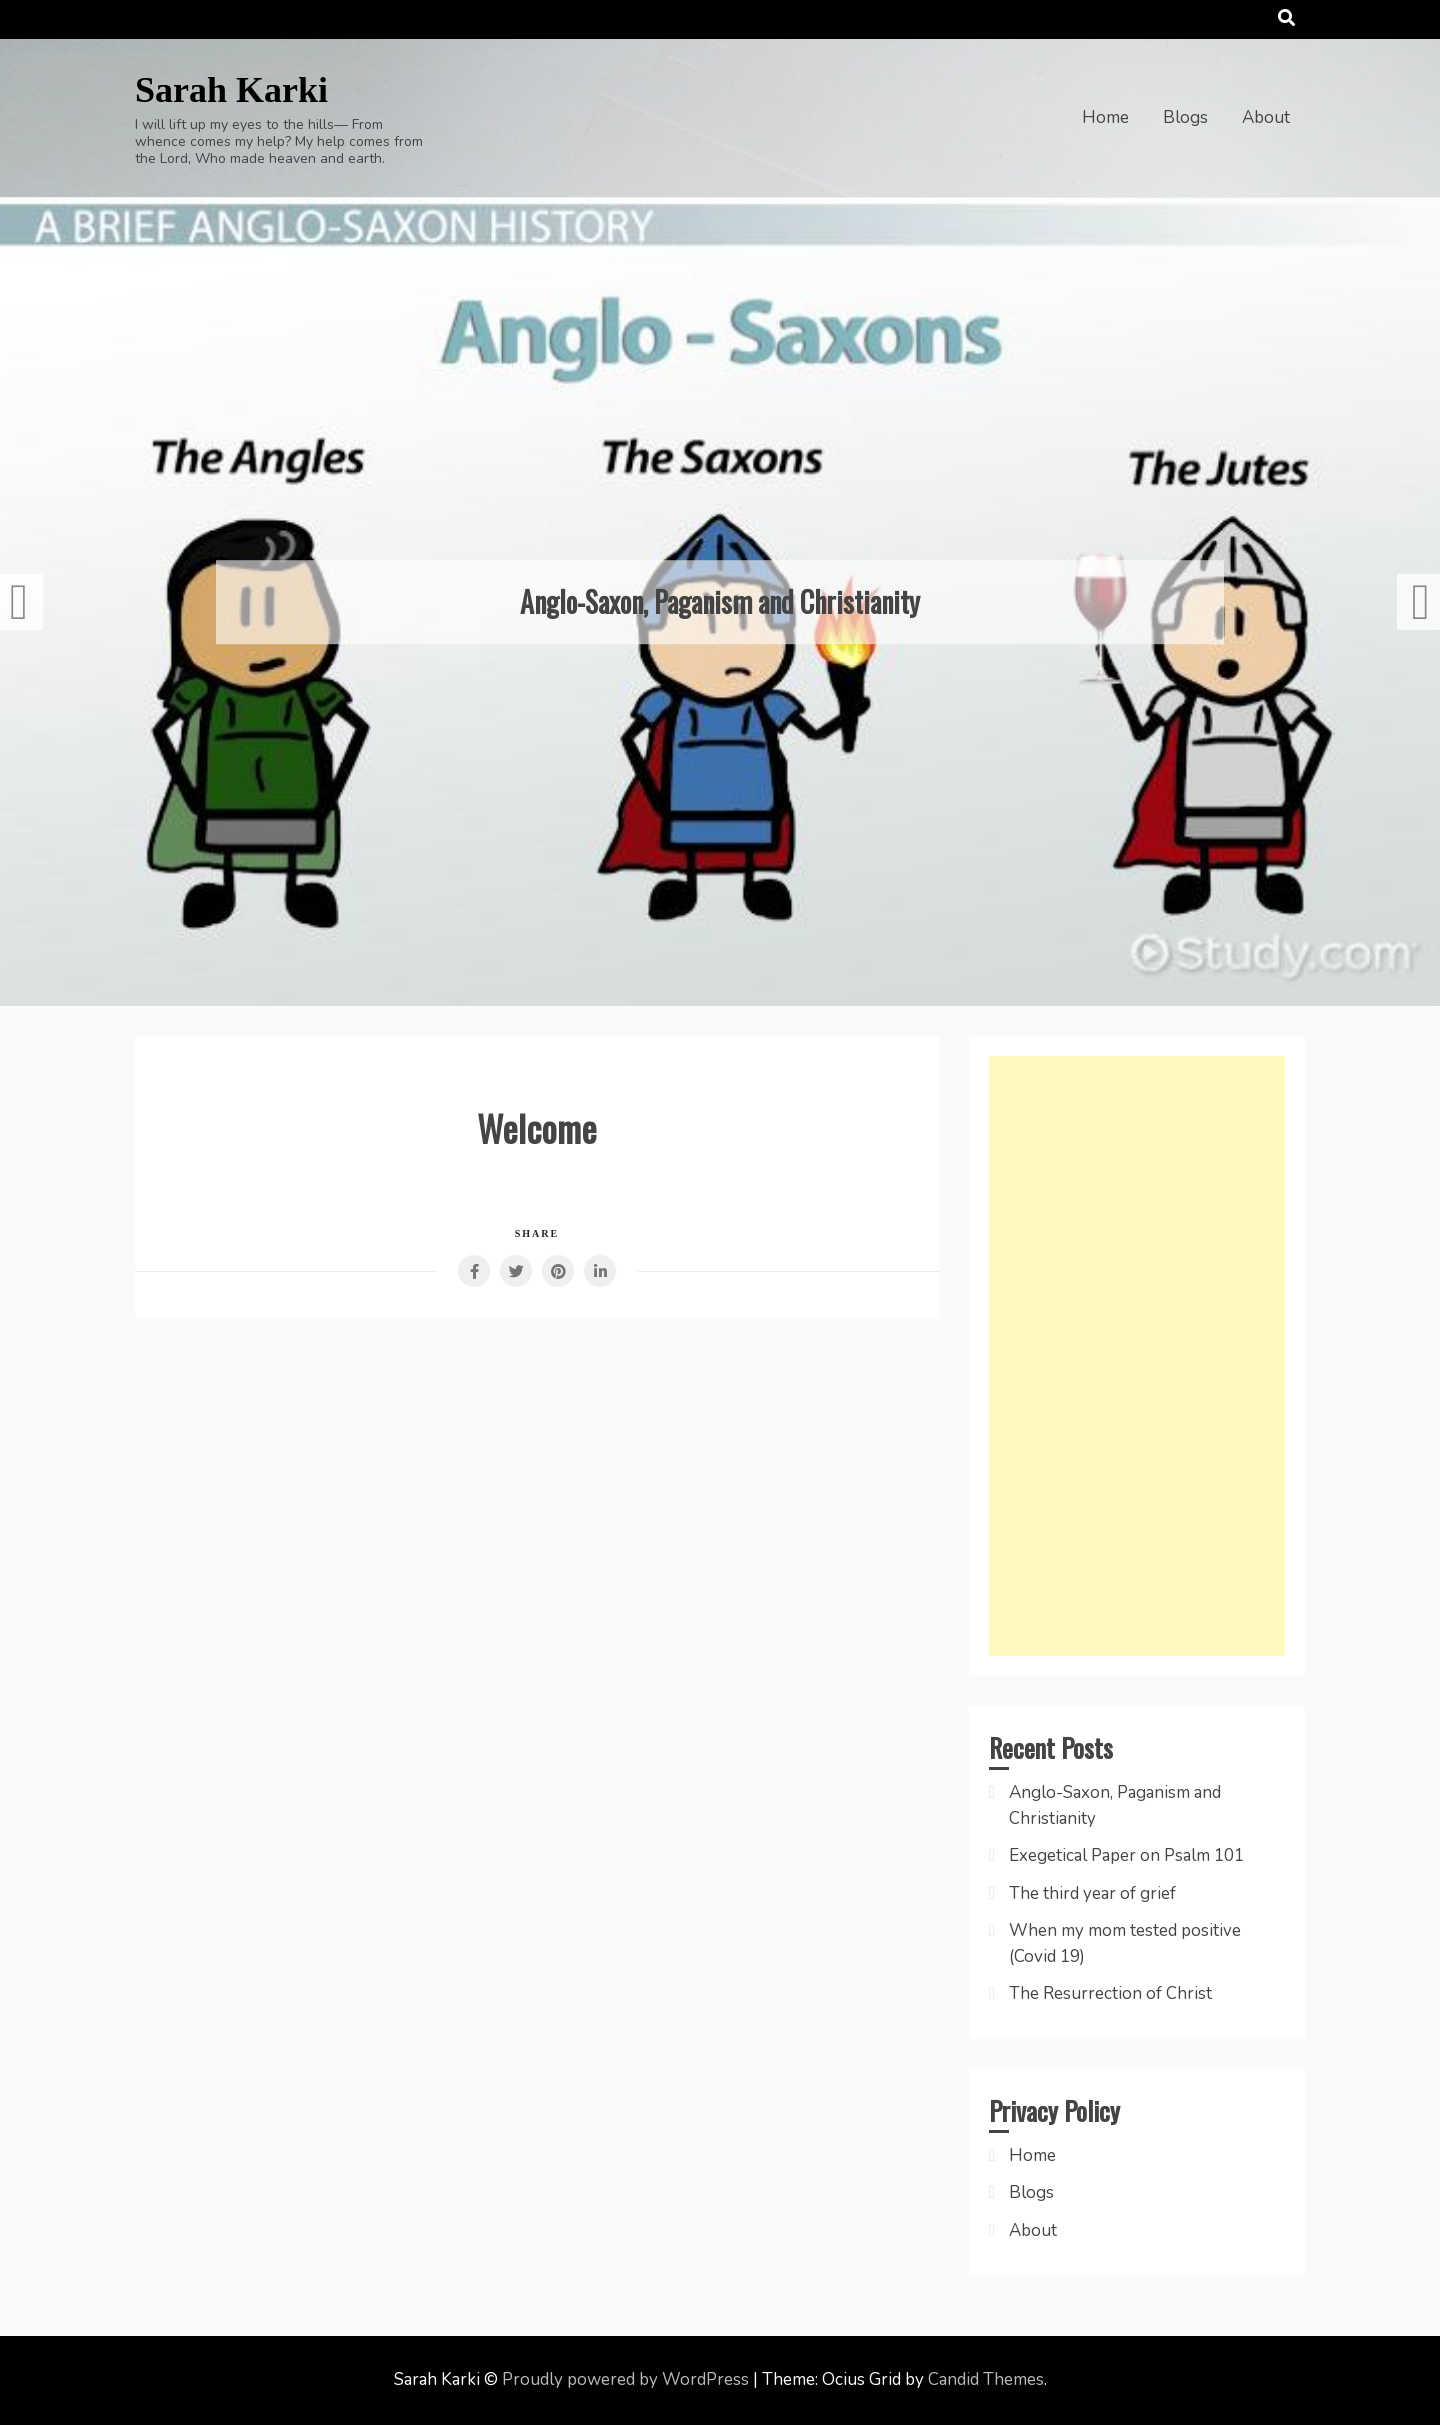 Sarah Karki
I will lift up my eyes to the hills— From
whence comes my help? My help comes from
the Lord, Who made heaven and earth.
Home
Blogs
About
A BRIEF ANGLO-SAXON HISTORY
Anglo - Saxons
The Angles
The Saxons
The Jutes
Anglo-Saxon, Paganism and Christianity
Study.com
Welcome
SHARE
Recent Posts
Anglo-Saxon, Paganism and
Christianity
Exegetical Paper on Psalm 101
The third year of grief
When my mom tested positive
(Covid 19)
The Resurrection of Christ
Privacy Policy
Home
Blogs
About
Sarah Karki © Proudly powered by WordPress | Theme: Ocius Grid by Candid Themes.